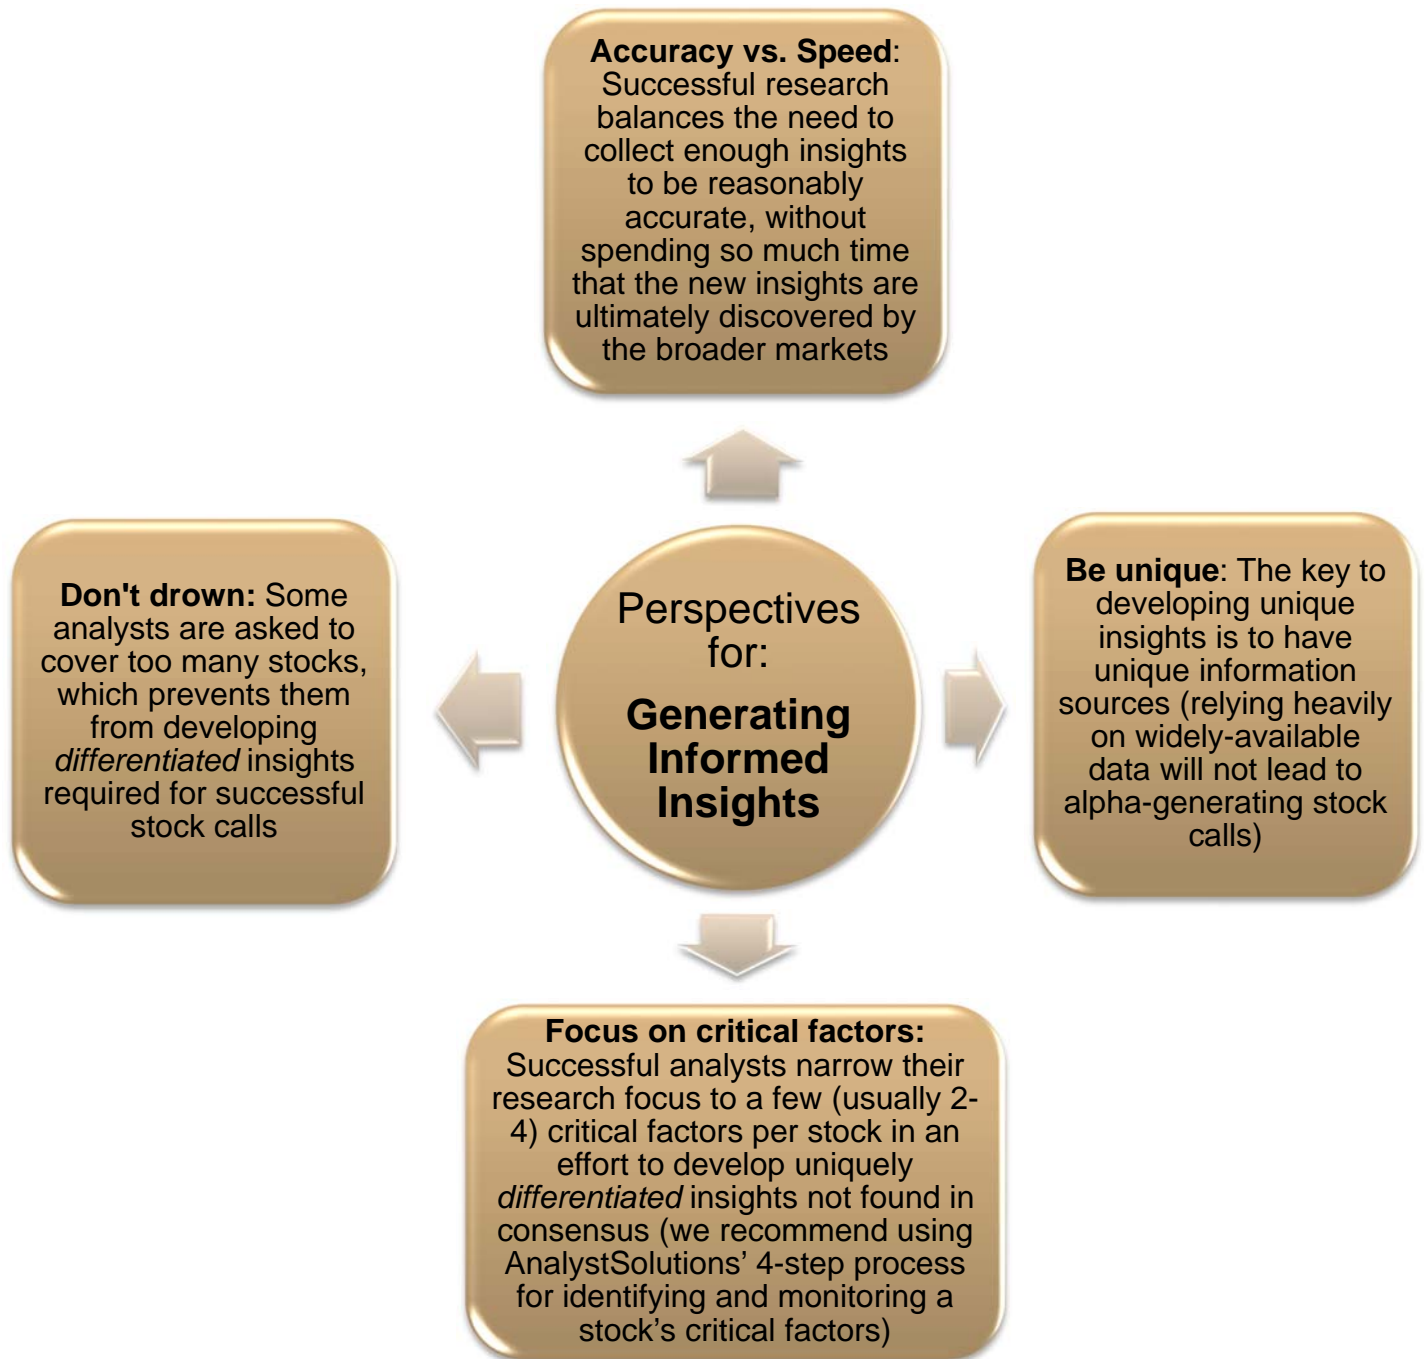 Accuracy vs. Speed:
Successful research
balances the need to
collect enough insights
to be reasonably
accurate, without
spending so much time
that the new insights are
ultimately discovered by
the broader markets
Don't drown: Some
analysts are asked to
cover too many stocks,
which prevents them
from developing
differentiated insights
required for successful
stock calls
Perspectives
for:
Generating
Informed
Insights
Be unique: The key to
developing unique
insights is to have
unique information
sources (relying heavily
on widely-available
data will not lead to
alpha-generating stock
calls)
Focus on critical factors:
Successful analysts narrow their
research focus to a few (usually 2-
4) critical factors per stock in an
effort to develop uniquely
differentiated insights not found in
consensus (we recommend using
AnalystSolutions’ 4-step process
for identifying and monitoring a
stock’s critical factors)